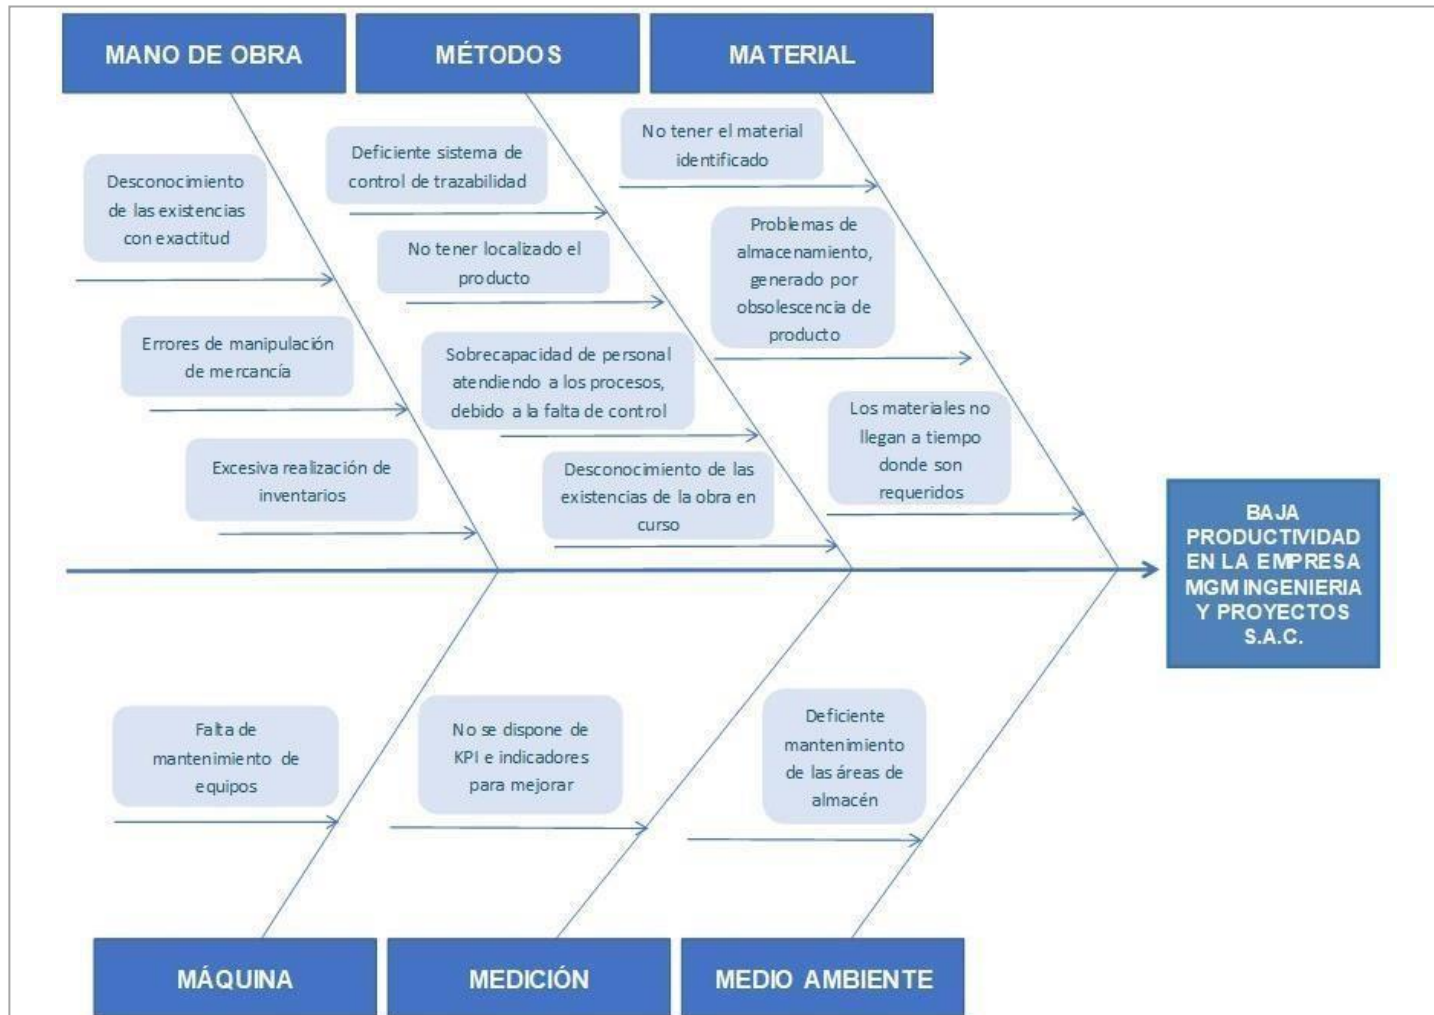 MANO DE OBRA
MÉTODOS
MATERIAL
Desconocimiento
de las existencias
con exactitud
Errores de manipulación
de mercancía
Excesiva realización de
inventarios
Deficiente sistema de
control de trazabilidad
No tener localizado el
producto
Sobrecapacidad de personal
atendiendo a los procesos,
debido a la falta de control
Desconocimiento de las
existencias de la obra en
curso
No tener el material
identificado
Problemas de
almacenamiento,
generado por
obsolescencia de
producto
Los materiales no
llegan a tiempo
donde son
requeridos
BAJA
PRODUCTIVIDAD
EN LA EMPRESA
MGM INGENIERIA
Y PROYECTOS
S.A.C.
Falta de
mantenimiento de
equipos
No se dispone de
KPI e indicadores
para mejorar
Deficiente
mantenimiento
de las áreas de
almacén
MÁQUINA
MEDICIÓN
MEDIO AMBIENTE